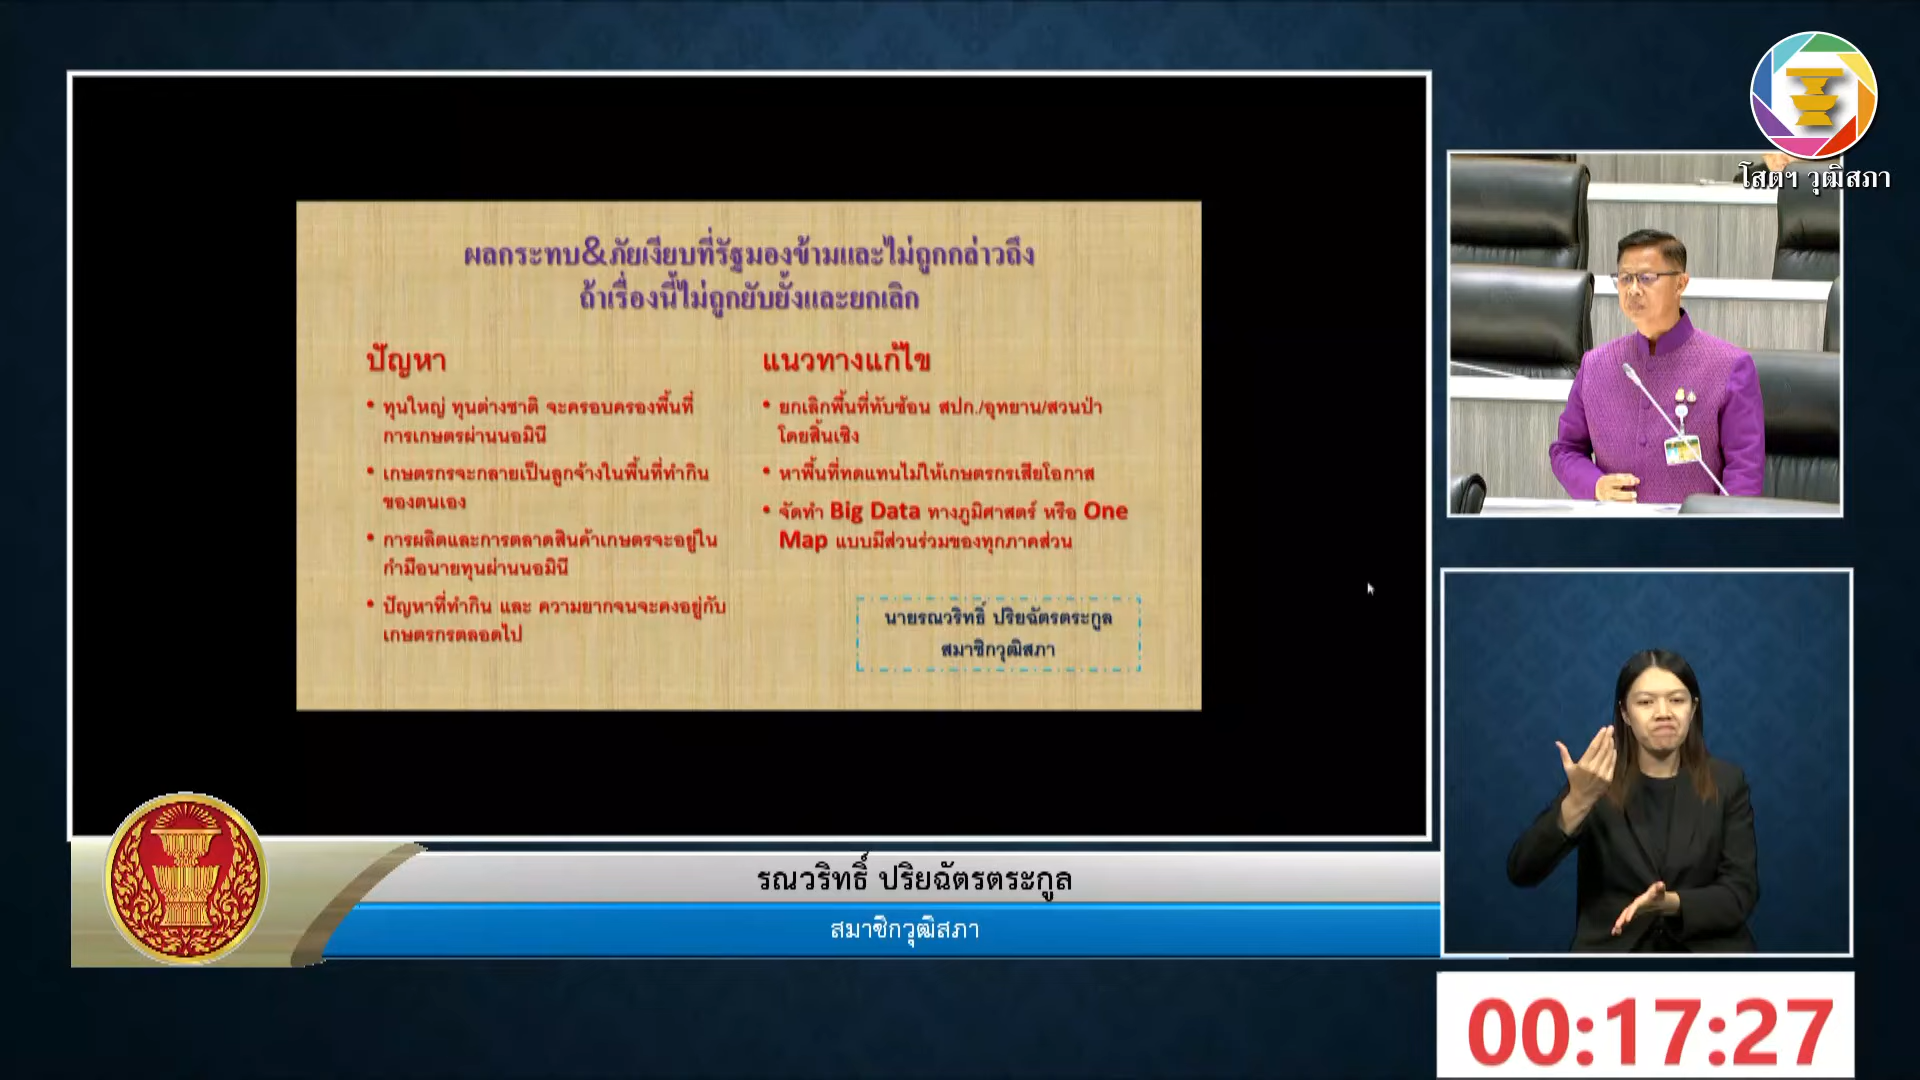 โสตฯ วุฒิสภา
ผลกระทบ&ภัยเงียบที่รัฐมองข้ามและไม่ถูกกล่าวถึง
ถ้าเรื่องนี้ไม่ถูกยับยั้งและยกเลิก
ปัญหา
• ทุนใหญ่ ทุนต่างชาติ จะครอบครองพื้นที่
การเกษตรผ่านนอมินี
• เกษตรกรจะกลายเป็นลูกจ้างในพื้นที่ทำกิน
ของตนเอง
• การผลิตและการตลาดสินค้าเกษตรจะอยู่ใน
กำมือนายทุนผ่านนอมินี
• ปัญหาที่ทำกิน และ ความยากจนจะคงอยู่กับ
เกษตรกรตลอดไป
แนวทางแก้ไข
• ยกเลิกพื้นที่ทับซ้อน สปก./อุทยาน/สวนป่า
โดยสิ้นเชิง
• หาพื้นที่ทดแทนไม่ให้เกษตรกรเสียโอกาส
• จัดทำ Big Data ทางภูมิศาสตร์ หรือ One
Map แบบมีส่วนร่วมของทุกภาคส่วน
นายรณวริทธิ์ ปริยฉัตรตระกูล
สมาชิกวุฒิสภา
รณวริทธิ์ ปริยฉัตรตระกูล
สมาชิกวุฒิสภา
00:17:27